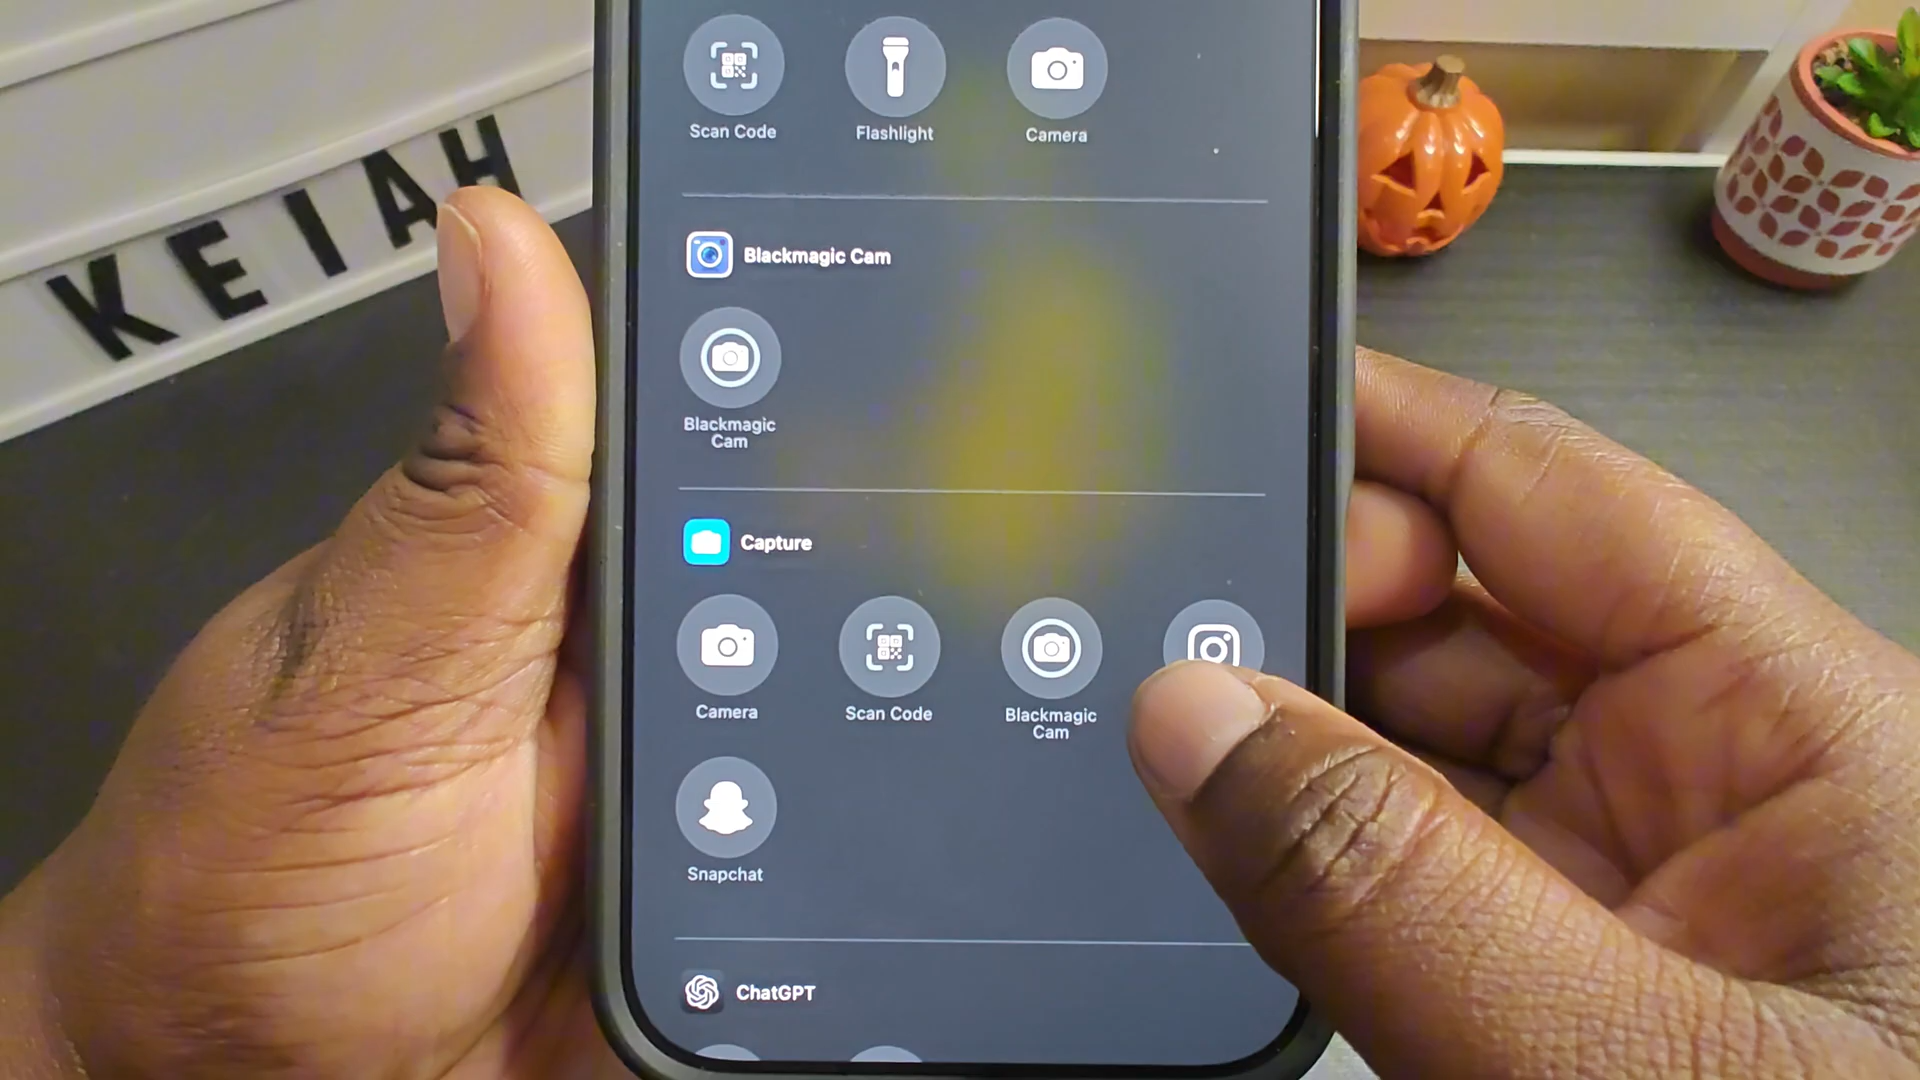 KEIAH
Scan Code
Flashlight
Camera
Blackmagic Cam
Blackmagic
Cam
Capture
Camera
Scan Code
Blackmagic
Cam
Snapchat
ChatGPT